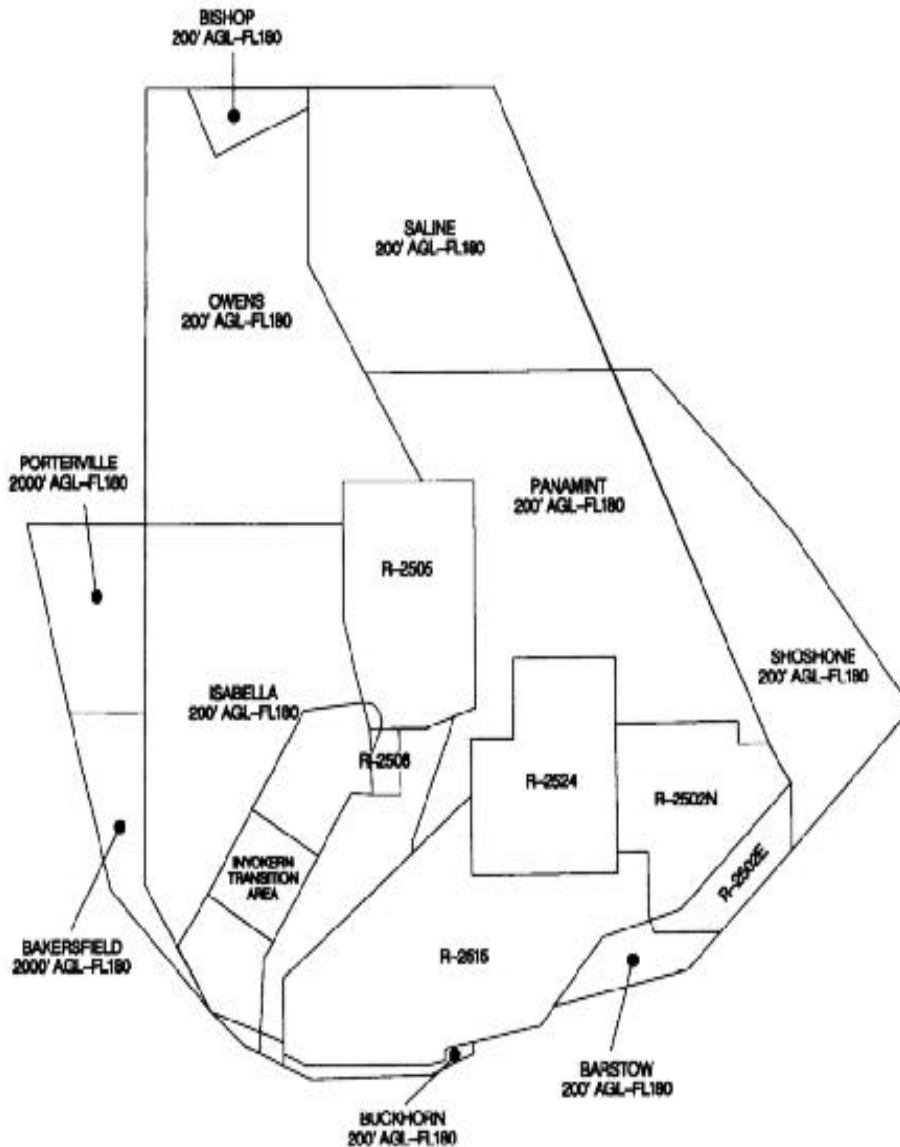 BISHOP
200' AGL–FL180
SALINE
200' AGL–FL180
OWENS
200' AGL–FL180
PORTERVILLE
2000' AGL–FL180
PANAMINT
200' AGL–FL180
R–2505
SHOSHONE
200' AGL–FL180
ISABELLA
200' AGL–FL180
R–2506
R–2524
R–2502N
INYOKERN
TRANSITION
AREA
R–2502E
BAKERSFIELD
2000' AGL–FL180
R–2515
BARSTOW
200' AGL–FL180
BUCKHORN
200' AGL–FL180